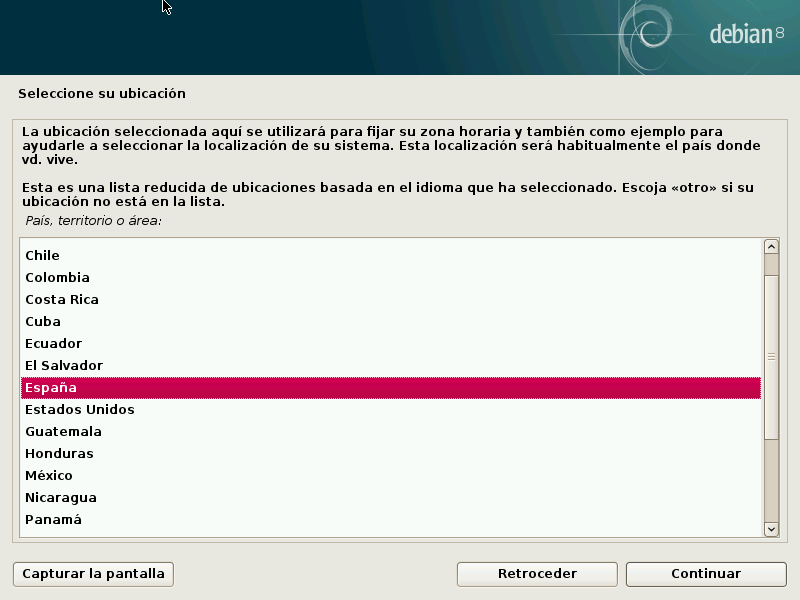 debian 8
Seleccione su ubicación
La ubicación seleccionada aquí se utilizará para fijar su zona horaria y también como ejemplo para
ayudarle a seleccionar la localización de su sistema. Esta localización será habitualmente el país donde
vd. vive.
Esta es una lista reducida de ubicaciones basada en el idioma que ha seleccionado. Escoja «otro» si su
ubicación no está en la lista.
País, territorio o área:
Chile
Colombia
Costa Rica
Cuba
Ecuador
El Salvador
España
Estados Unidos
Guatemala
Honduras
México
Nicaragua
Panamá
Capturar la pantalla
Retroceder
Continuar